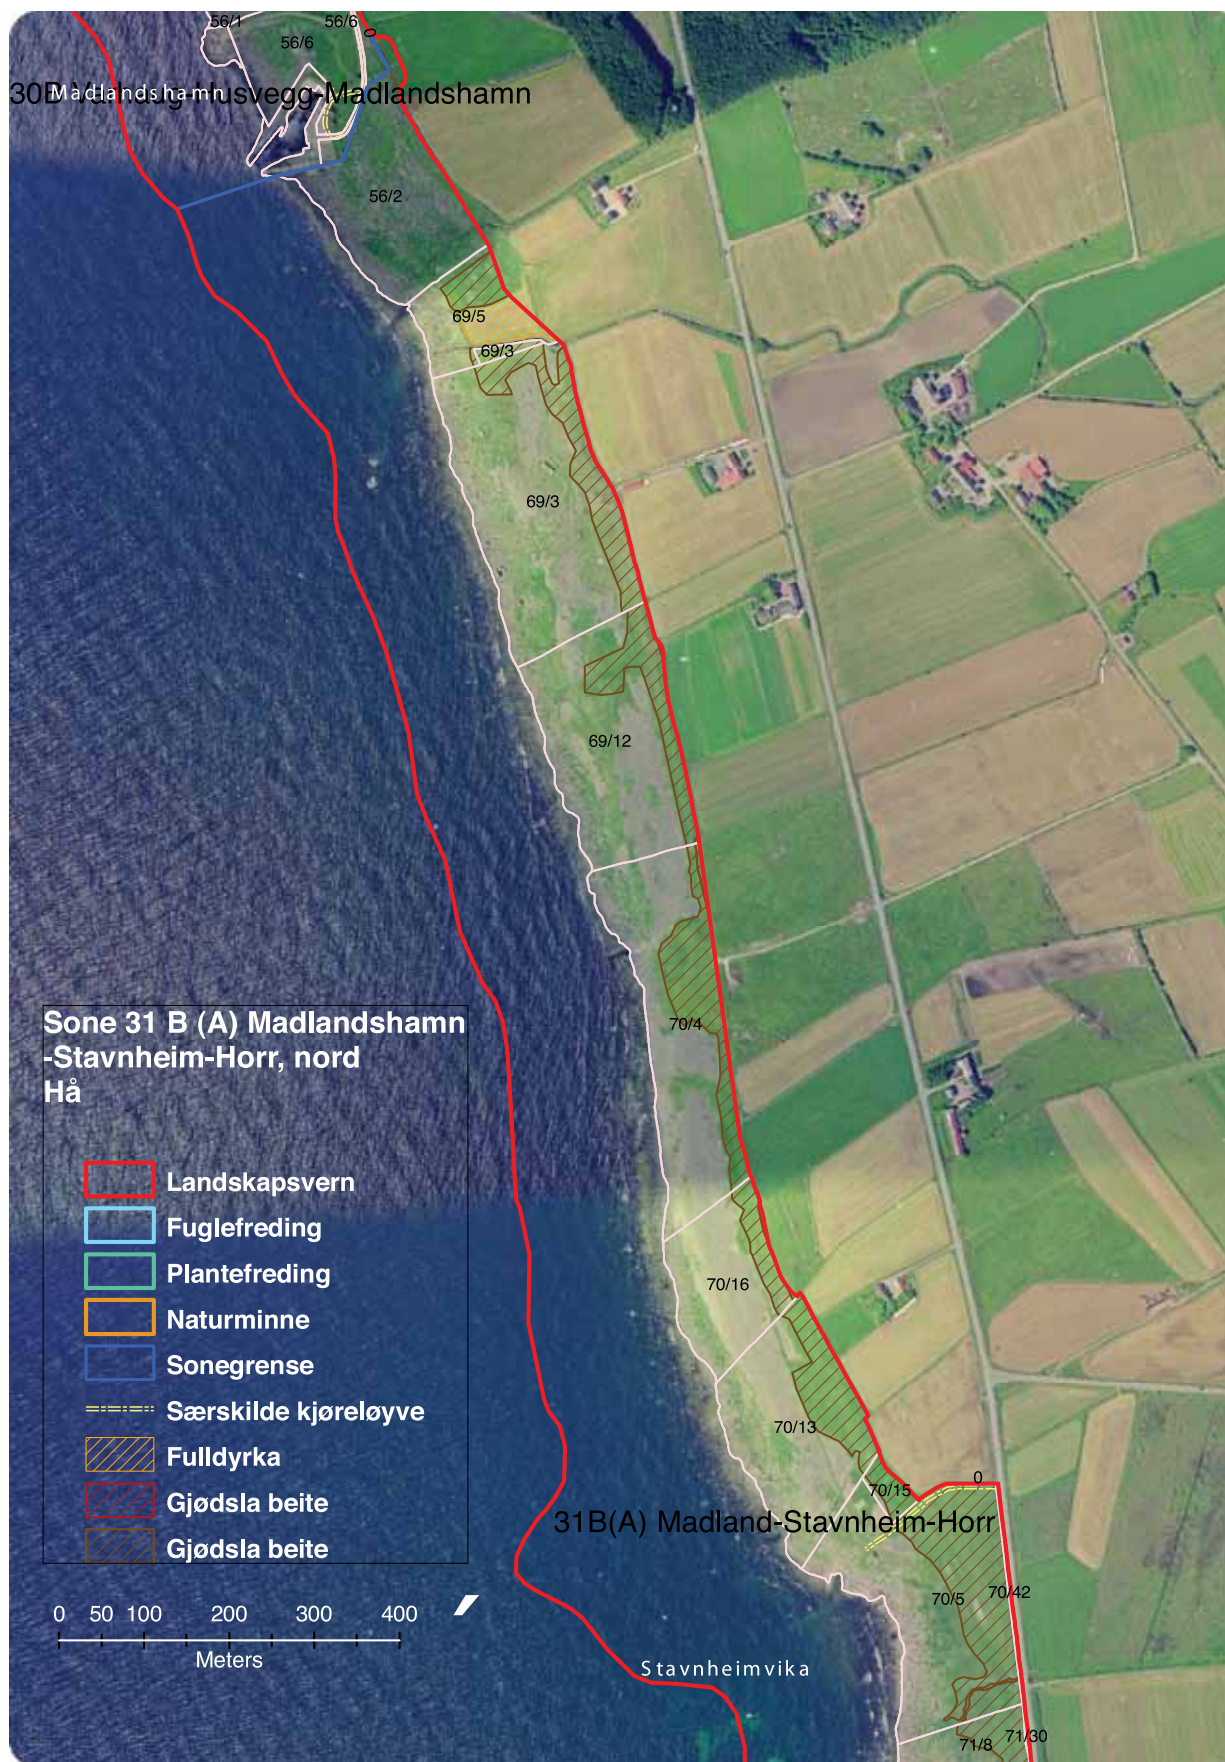 56/1
56/6
56/6
0
Madlandshamn
30B Varhaug-Husvegg-Madlandshamn
56/2
69/5
69/3
69/3
69/12
70/4
Sone 31 B (A) Madlandshamn
-Stavnheim-Horr, nord
Hå
Landskapsvern
Fuglefreding
Plantefreding
Naturminne
Sonegrense
Særskilde kjøreløyve
Fulldyrka
Gjødsla beite
Gjødsla beite
70/16
70/13
70/15
0
31B(A) Madland-Stavnheim-Horr
70/5
70/42
0 50 100 200 300 400
Meters
Stavnheimvika
71/8
71/30